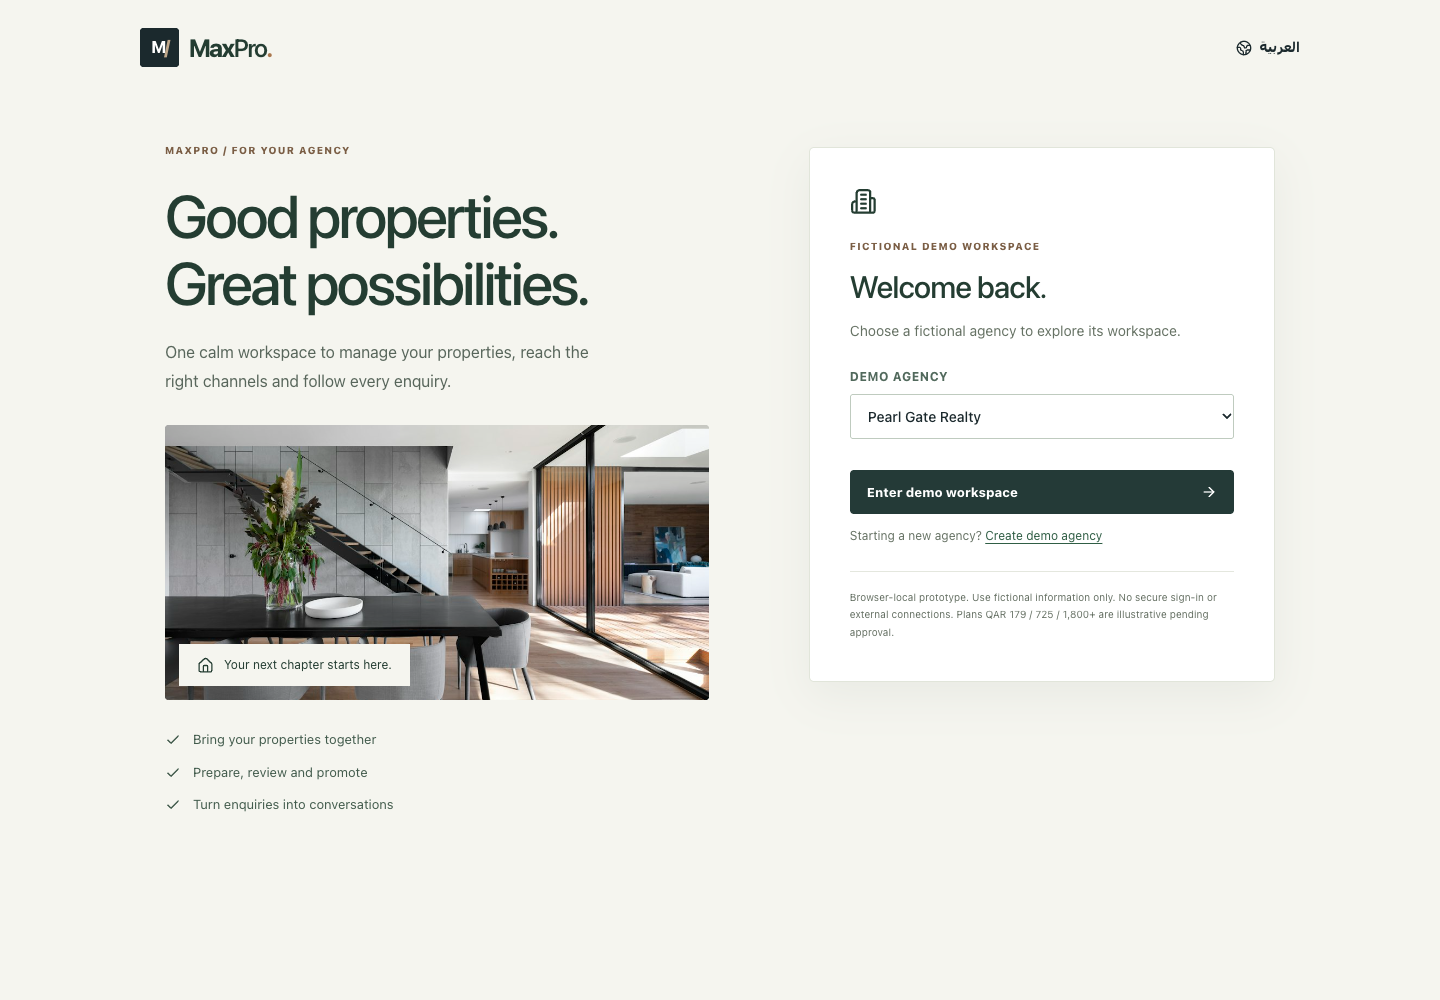 M/ MaxPro.
العربية
MAXPRO / FOR YOUR AGENCY
Good properties.
Great possibilities.
One calm workspace to manage your properties, reach the
right channels and follow every enquiry.
Your next chapter starts here.
Bring your properties together
Prepare, review and promote
Turn enquiries into conversations
FICTIONAL DEMO WORKSPACE
Welcome back.
Choose a fictional agency to explore its workspace.
DEMO AGENCY
Pearl Gate Realty
Enter demo workspace
Starting a new agency? Create demo agency
Browser-local prototype. Use fictional information only. No secure sign-in or
external connections. Plans QAR 179 / 725 / 1,800+ are illustrative pending
approval.